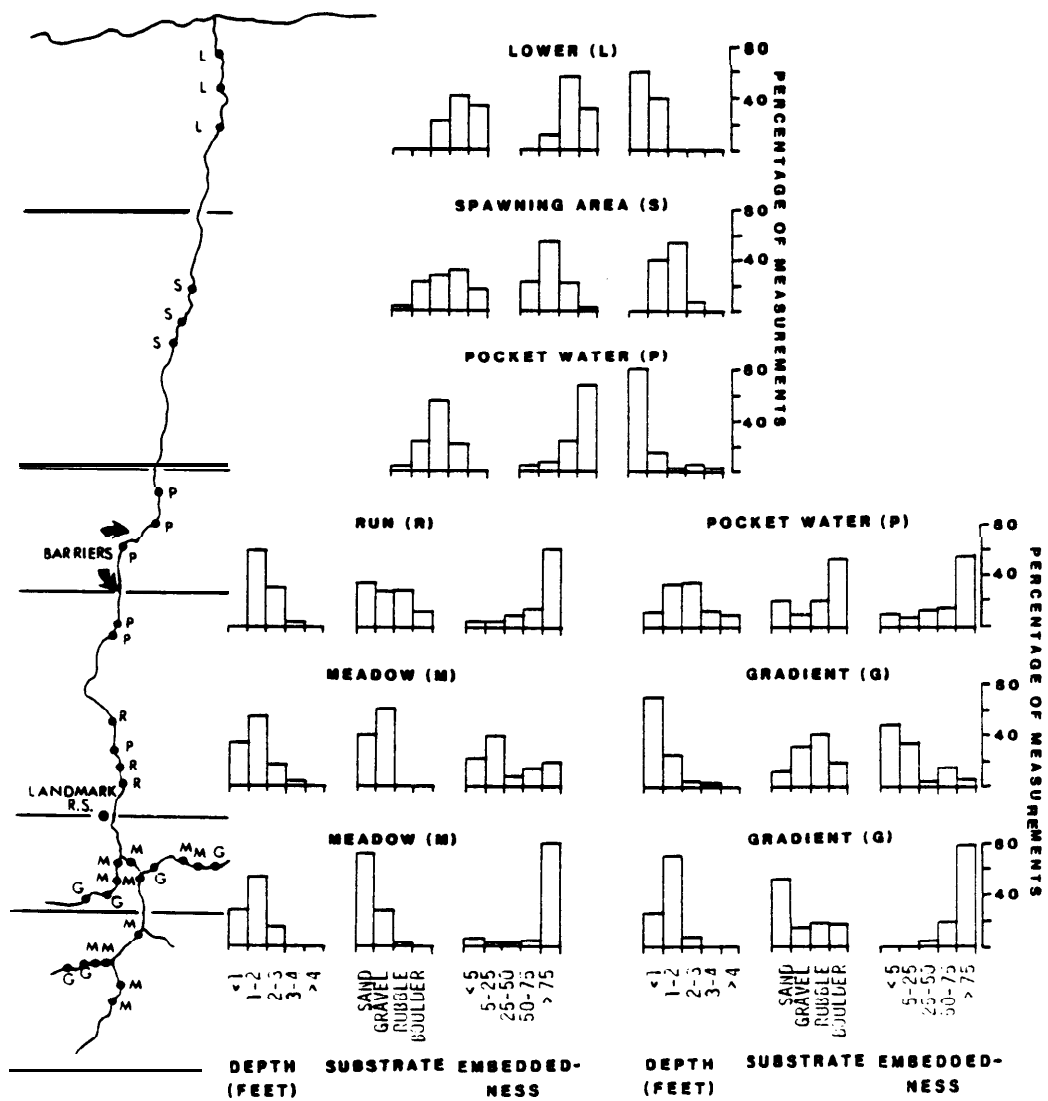 LOWER (L)
80
40
PERCENTAGE OF MEASUREMENTS
L
L
L
SPAWNING AREA (S)
80
40
S
S
S
POCKET WATER (P)
80
40
P
P
BARRIERS
P
RUN (R)
POCKET WATER (P)
80
40
PERCENTAGE OF MEASUREMENTS
P
P
MEADOW (M)
GRADIENT (G)
80
40
R
P
R
R
LANDMARK
R.S.
MEADOW (M)
GRADIENT (G)
80
40
M
M
M
M
G
M
M
G
G
G
M
M
M
G
G
M
M
<1
1-2
2-3
3-4
>4
SAND
GRAVEL
RUBBLE
BOULDER
<5
5-25
25-50
50-75
>75
<1
1-2
2-3
3-4
>4
SAND
GRAVEL
RUBBLE
BOULDER
<5
5-25
25-50
50-75
>75
DEPTH
(FEET)
SUBSTRATE
EMBEDDED-
NESS
DEPTH
(FEET)
SUBSTRATE
EMBEDDED-
NESS